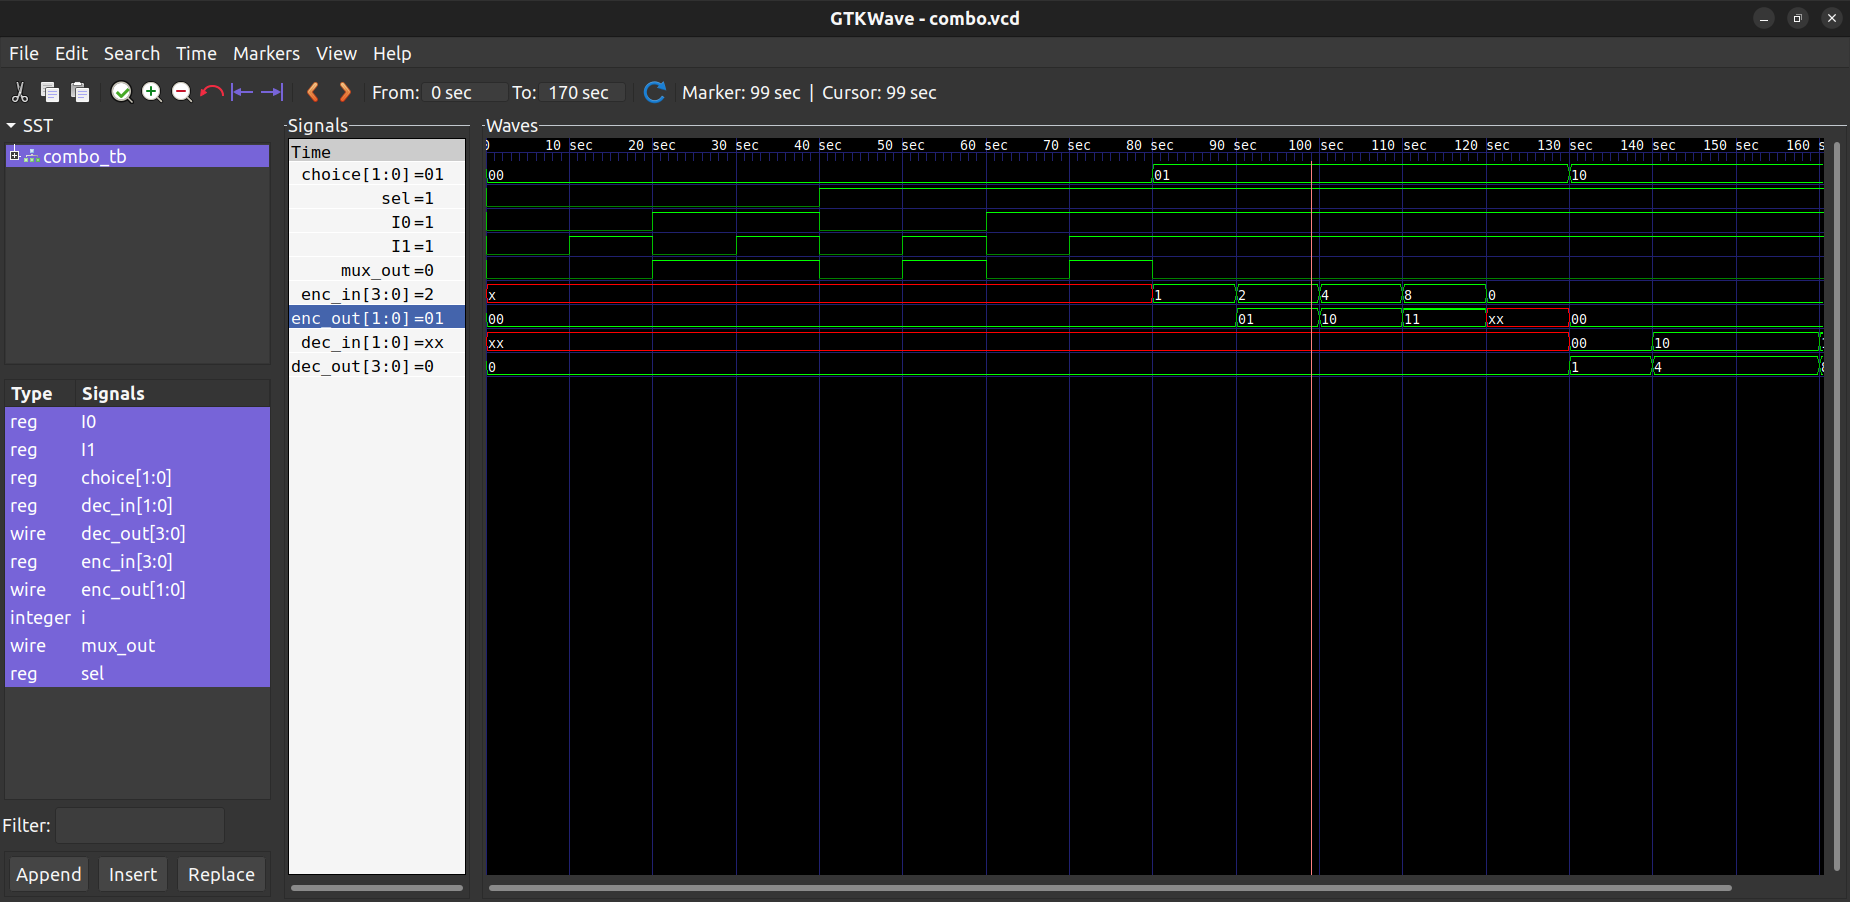 GTKWave - combo.vcd
File Edit Search Time Markers View Help
From: 0 sec To: 170 sec Marker: 99 sec | Cursor: 99 sec
SST
combo_tb
Type Signals
reg I0
reg I1
reg choice[1:0]
reg dec_in[1:0]
wire dec_out[3:0]
reg enc_in[3:0]
wire enc_out[1:0]
integer i
wire mux_out
reg sel
Filter:
Append Insert Replace
Signals
Time
choice[1:0]=01
sel=1
I0=1
I1=1
mux_out=0
enc_in[3:0]=2
enc_out[1:0]=01
dec_in[1:0]=xx
dec_out[3:0]=0
Waves
0 10 sec 20 sec 30 sec 40 sec 50 sec 60 sec 70 sec 80 sec 90 sec 100 sec 110 sec 120 sec 130 sec 140 sec 150 sec 160 s
00 01 10
x 1 2 4 8 0
00 01 10 11 xx 00
xx 00 10
0 1 4